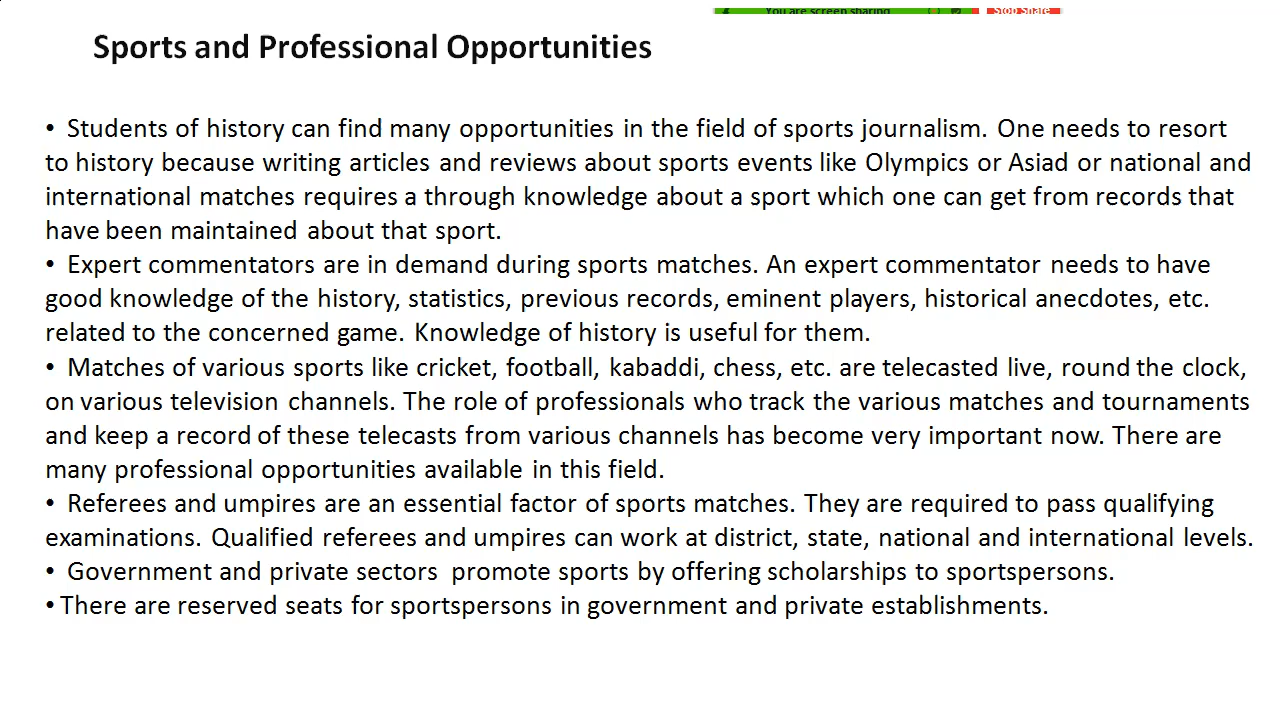 You are screen sharing Stop Share
Sports and Professional Opportunities
• Students of history can find many opportunities in the field of sports journalism. One needs to resort
to history because writing articles and reviews about sports events like Olympics or Asiad or national and
international matches requires a through knowledge about a sport which one can get from records that
have been maintained about that sport.
• Expert commentators are in demand during sports matches. An expert commentator needs to have
good knowledge of the history, statistics, previous records, eminent players, historical anecdotes, etc.
related to the concerned game. Knowledge of history is useful for them.
• Matches of various sports like cricket, football, kabaddi, chess, etc. are telecasted live, round the clock,
on various television channels. The role of professionals who track the various matches and tournaments
and keep a record of these telecasts from various channels has become very important now. There are
many professional opportunities available in this field.
• Referees and umpires are an essential factor of sports matches. They are required to pass qualifying
examinations. Qualified referees and umpires can work at district, state, national and international levels.
• Government and private sectors promote sports by offering scholarships to sportspersons.
• There are reserved seats for sportspersons in government and private establishments.